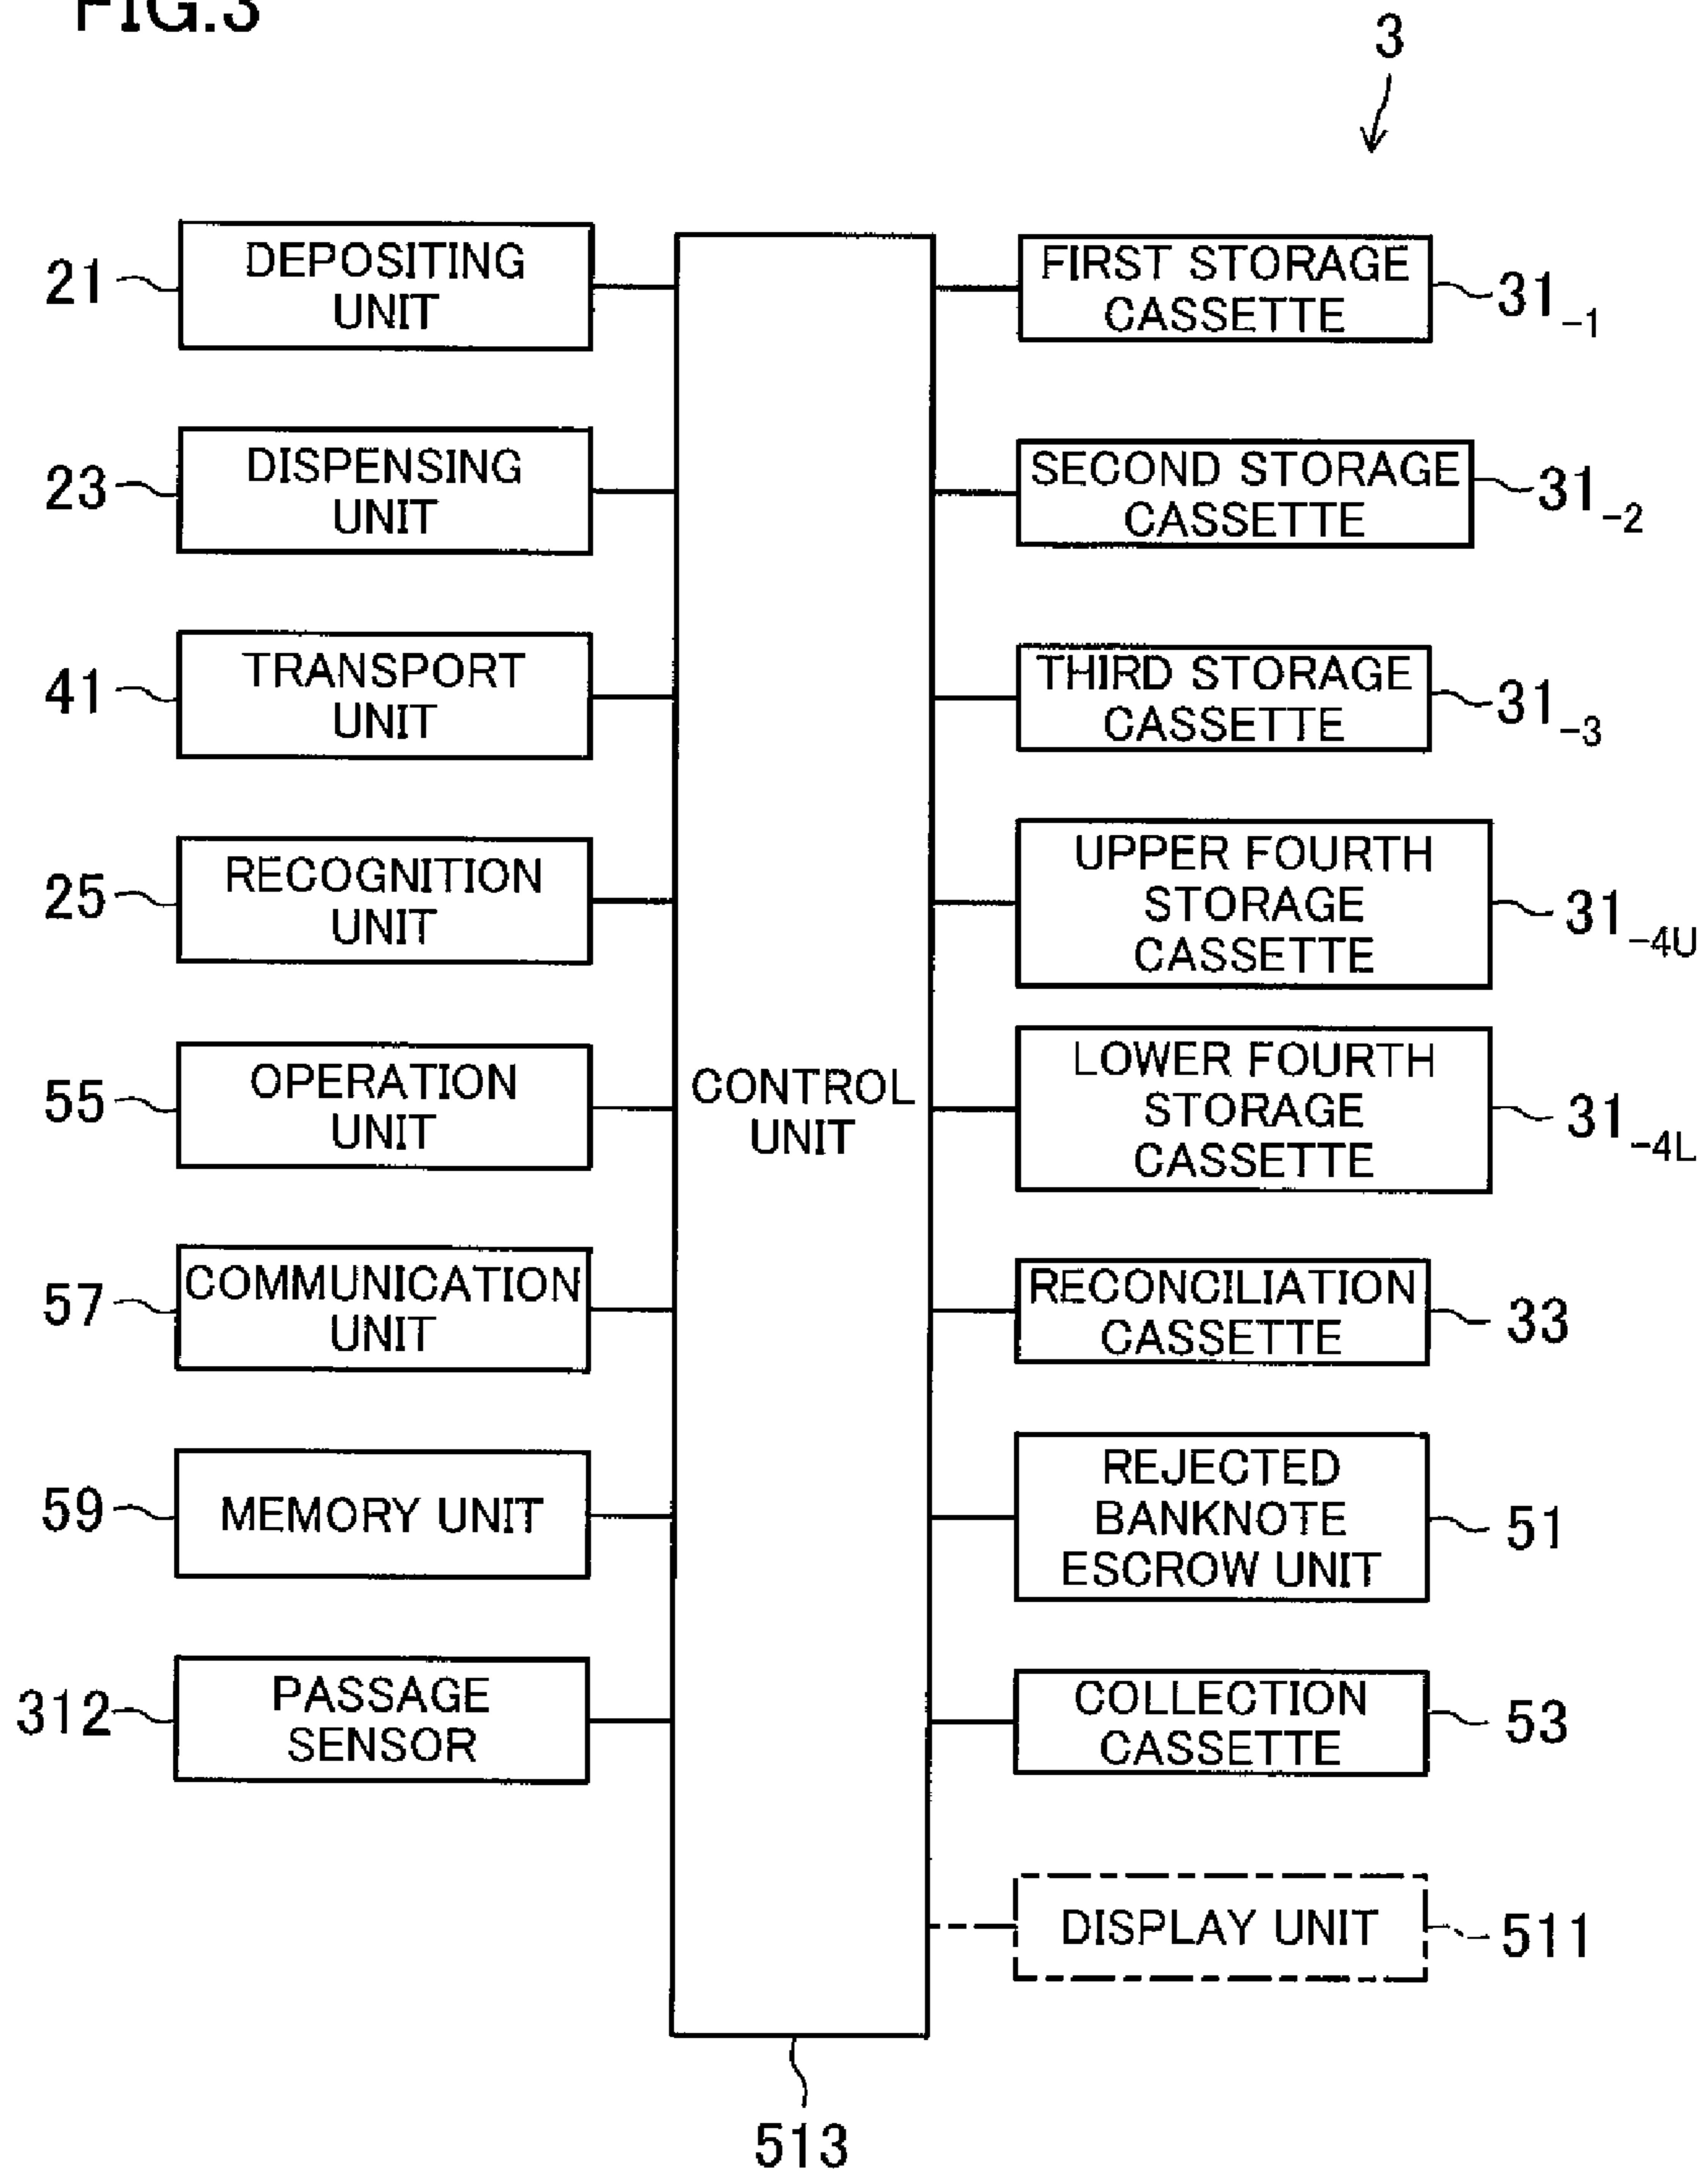 FIG.3
3
21
DEPOSITING
UNIT
23
DISPENSING
UNIT
41
TRANSPORT
UNIT
25
RECOGNITION
UNIT
55
OPERATION
UNIT
57
COMMUNICATION
UNIT
59
MEMORY UNIT
312
PASSAGE
SENSOR
CONTROL
UNIT
513
FIRST STORAGE
CASSETTE
31-1
SECOND STORAGE
CASSETTE
31-2
THIRD STORAGE
CASSETTE
31-3
UPPER FOURTH
STORAGE
CASSETTE
31-4U
LOWER FOURTH
STORAGE
CASSETTE
31-4L
RECONCILIATION
CASSETTE
33
REJECTED
BANKNOTE
ESCROW UNIT
51
COLLECTION
CASSETTE
53
DISPLAY UNIT
511